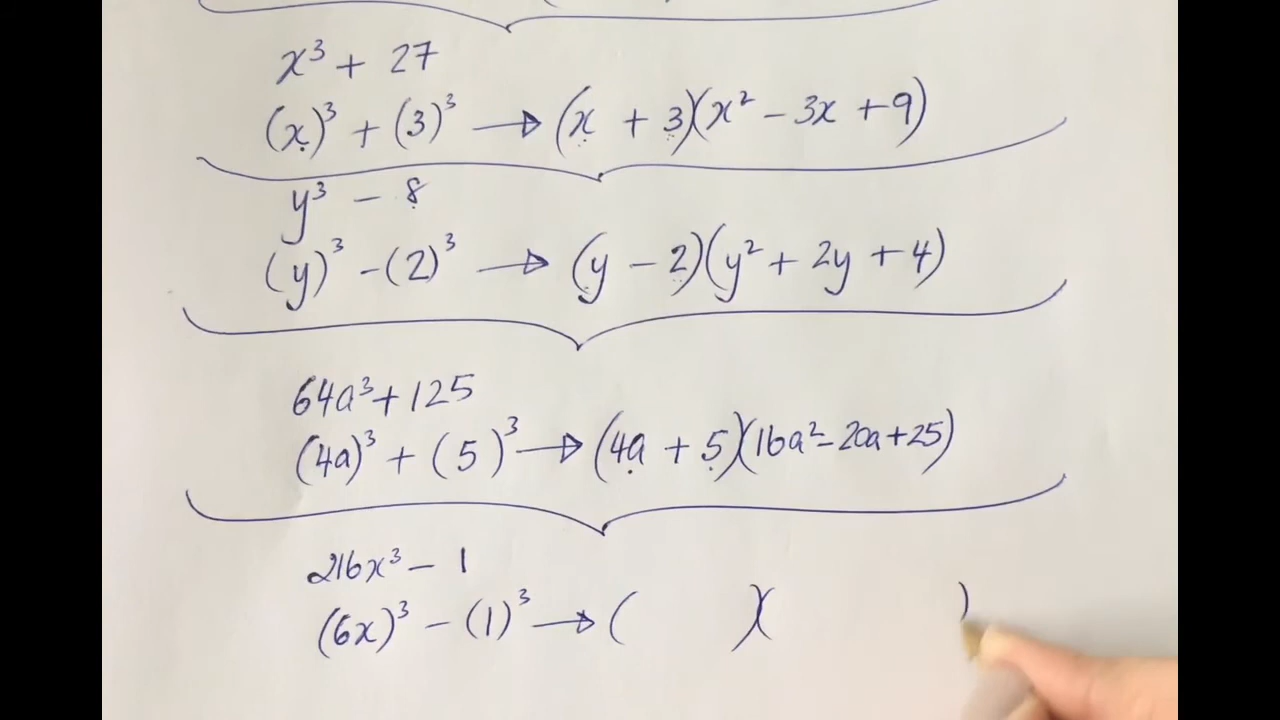 x³ + 27
(x)³ + (3)³ → (x + 3)(x² − 3x + 9)
y³ − 8
(y)³ − (2)³ → (y − 2)(y² + 2y + 4)
64a³ + 125
(4a)³ + (5)³ → (4a + 5)(16a² − 20a + 25)
216x³ − 1
(6x)³ − (1)³ → (      )(      )